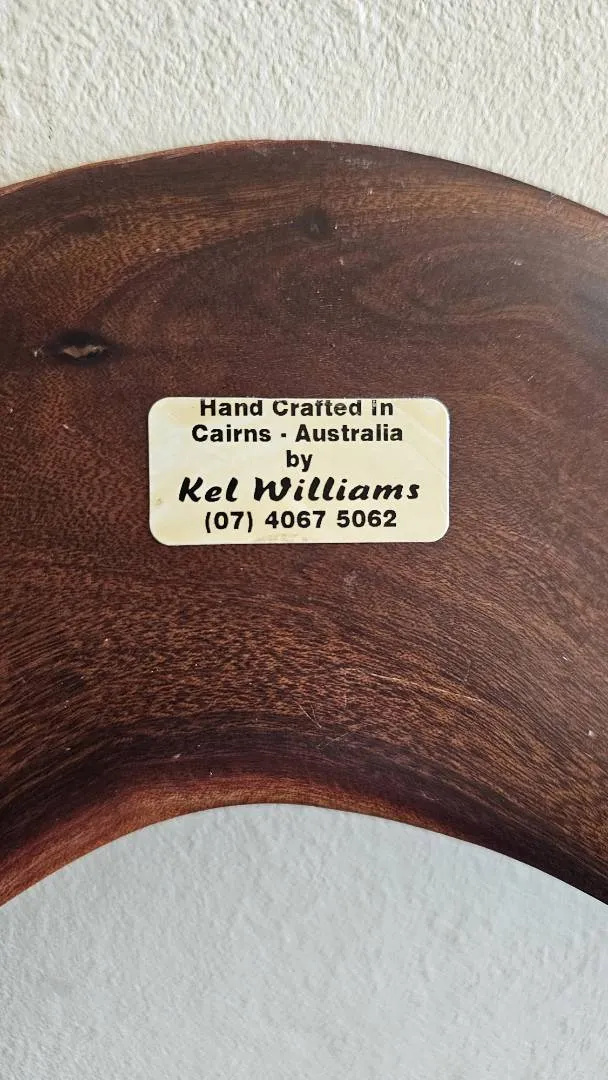 Hand Crafted in
Cairns - Australia
by
Kel Williams
(07) 4067 5062